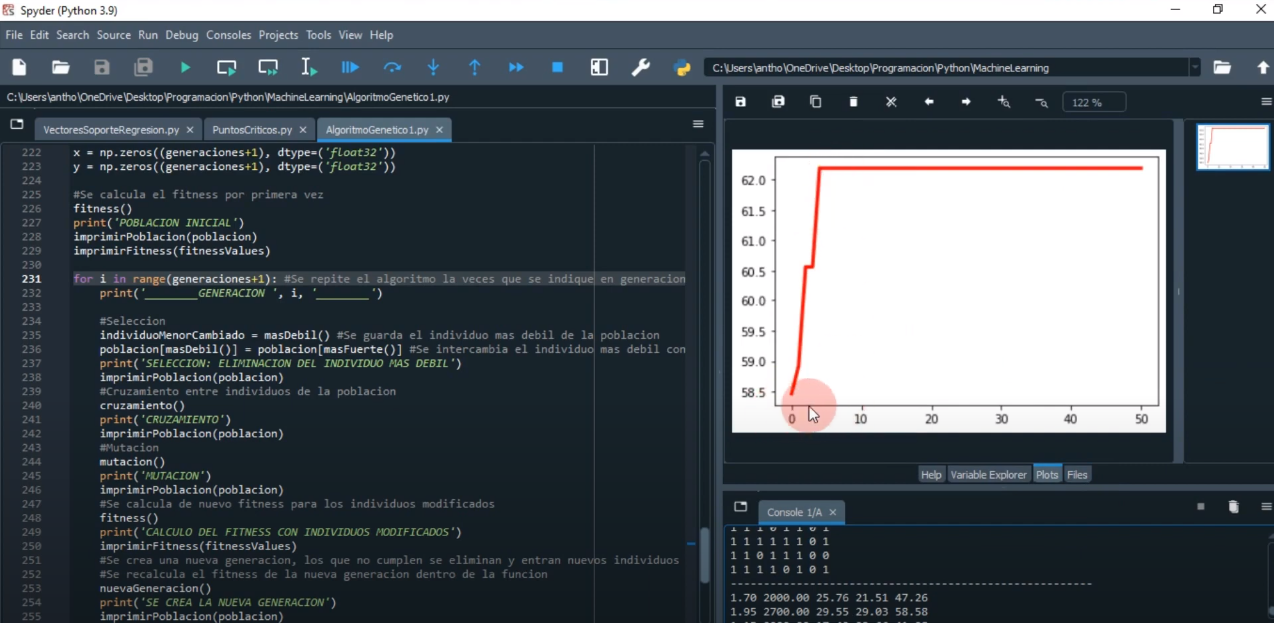 Spyder (Python 3.9)
File Edit Search Source Run Debug Consoles Projects Tools View Help
C:\Users\antho\OneDrive\Desktop\Programacion\Python\MachineLearning
C:\Users\antho\OneDrive\Desktop\Programacion\Python\MachineLearning\AlgoritmoGenetico1.py
122 %
VectoresSoporteRegresion.py PuntosCriticos.py AlgoritmoGenetico1.py
222 x = np.zeros((generaciones+1), dtype=('float32'))
223 y = np.zeros((generaciones+1), dtype=('float32'))
224
225 #Se calcula el fitness por primera vez
226 fitness()
227 print('POBLACION INICIAL')
228 imprimirPoblacion(poblacion)
229 imprimirFitness(fitnessValues)
230
231 for i in range(generaciones+1): #Se repite el algoritmo la veces que se indique en generacion
232 print('________GENERACION ', i, '________')
233
234 #Seleccion
235 individuoMenorCambiado = masDebil() #Se guarda el individuo mas debil de la poblacion
236 poblacion[masDebil()] = poblacion[masFuerte()] #Se intercambia el individuo mas debil con
237 print('SELECCION: ELIMINACION DEL INDIVIDUO MAS DEBIL')
238 imprimirPoblacion(poblacion)
239 #Cruzamiento entre individuos de la poblacion
240 cruzamiento()
241 print('CRUZAMIENTO')
242 imprimirPoblacion(poblacion)
243 #Mutacion
244 mutacion()
245 print('MUTACION')
246 imprimirPoblacion(poblacion)
247 #Se calcula de nuevo fitness para los individuos modificados
248 fitness()
249 print('CALCULO DEL FITNESS CON INDIVIDUOS MODIFICADOS')
250 imprimirFitness(fitnessValues)
251 #Se crea una nueva generacion, los que no cumplen se eliminan y entran nuevos individuos
252 #Se recalcula el fitness de la nueva generacion dentro de la funcion
253 nuevaGeneracion()
254 print('SE CREA LA NUEVA GENERACION')
255 imprimirPoblacion(poblacion)
62.0
61.5
61.0
60.5
60.0
59.5
59.0
58.5
0 10 20 30 40 50
Help Variable Explorer Plots Files
Console 1/A
1 1 1 1 1 1 0 1
1 1 0 1 1 1 0 0
1 1 1 1 0 1 0 1
------------------------------------------------------
1.70 2000.00 25.76 21.51 47.26
1.95 2700.00 29.55 29.03 58.58